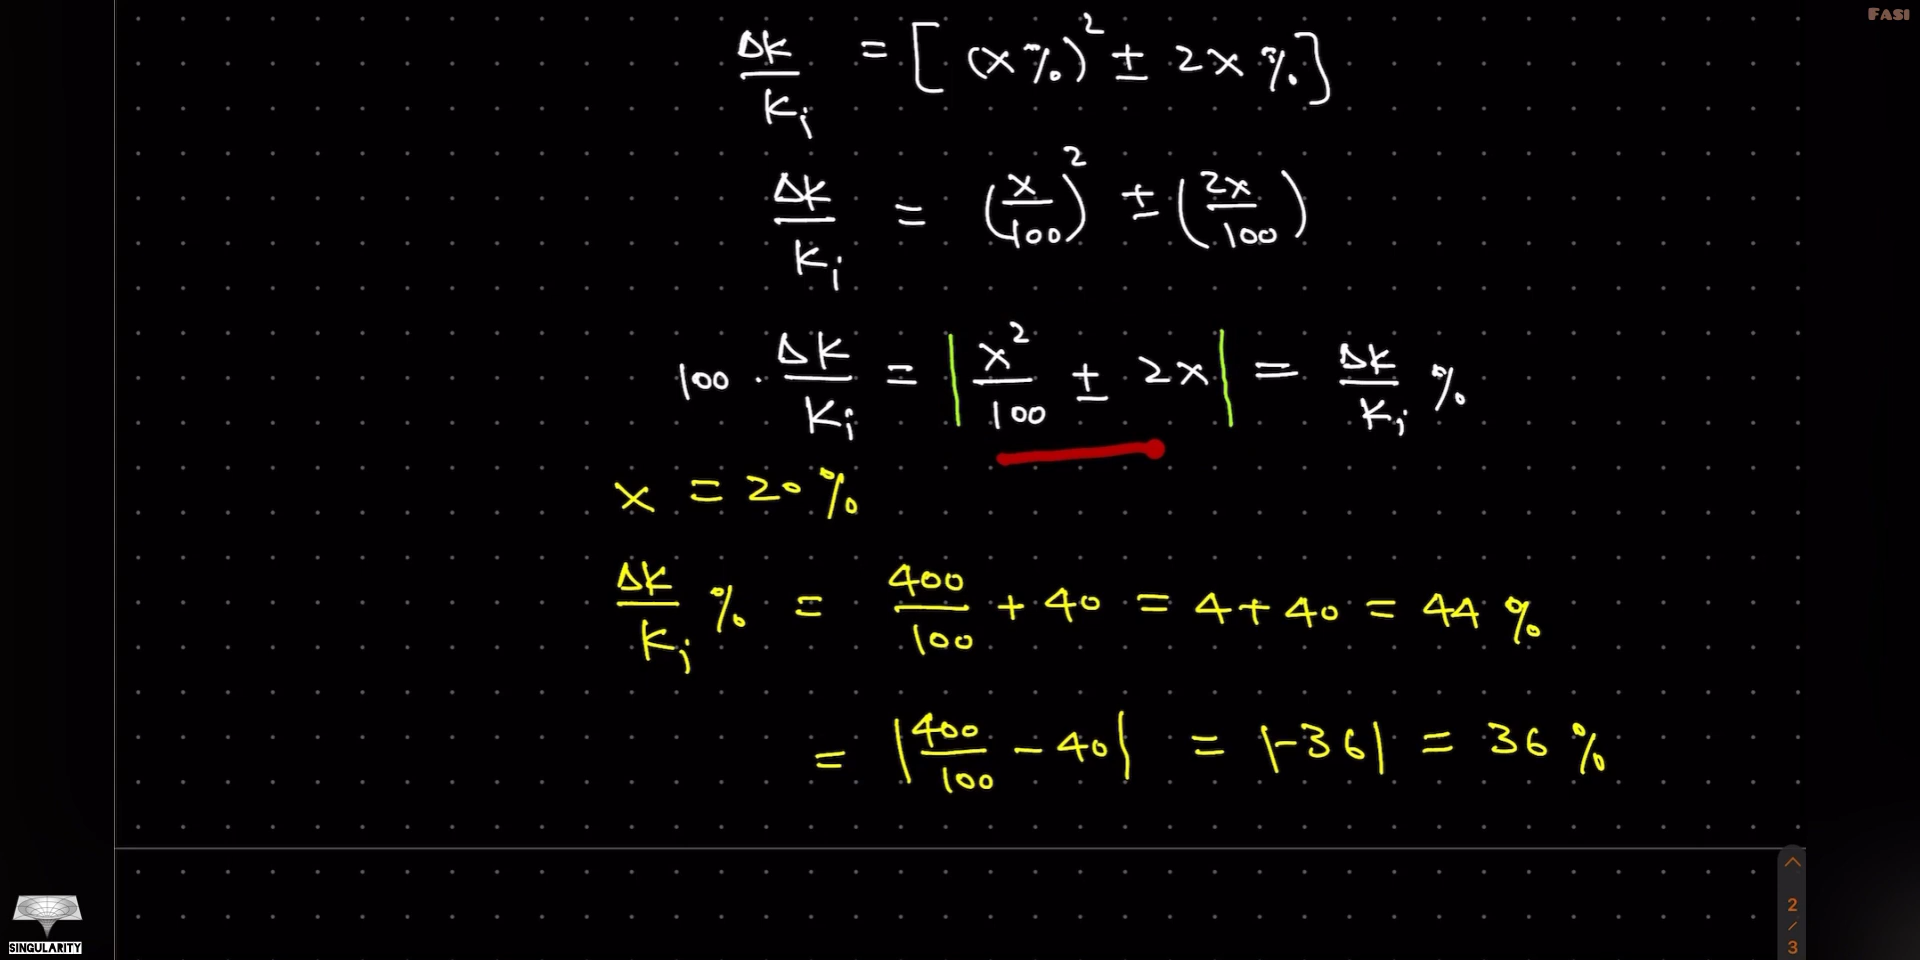 FASI
ΔK/Ki = [(x%)² ± 2x%]
ΔK/Ki = (x/100)² ± (2x/100)
100 · ΔK/Ki = |x²/100 ± 2x| = ΔK/Ki %
x = 20%
ΔK/Ki % = 400/100 + 40 = 4 + 40 = 44 %
= |400/100 - 40| = |-36| = 36 %
SINGULARITY
2/3